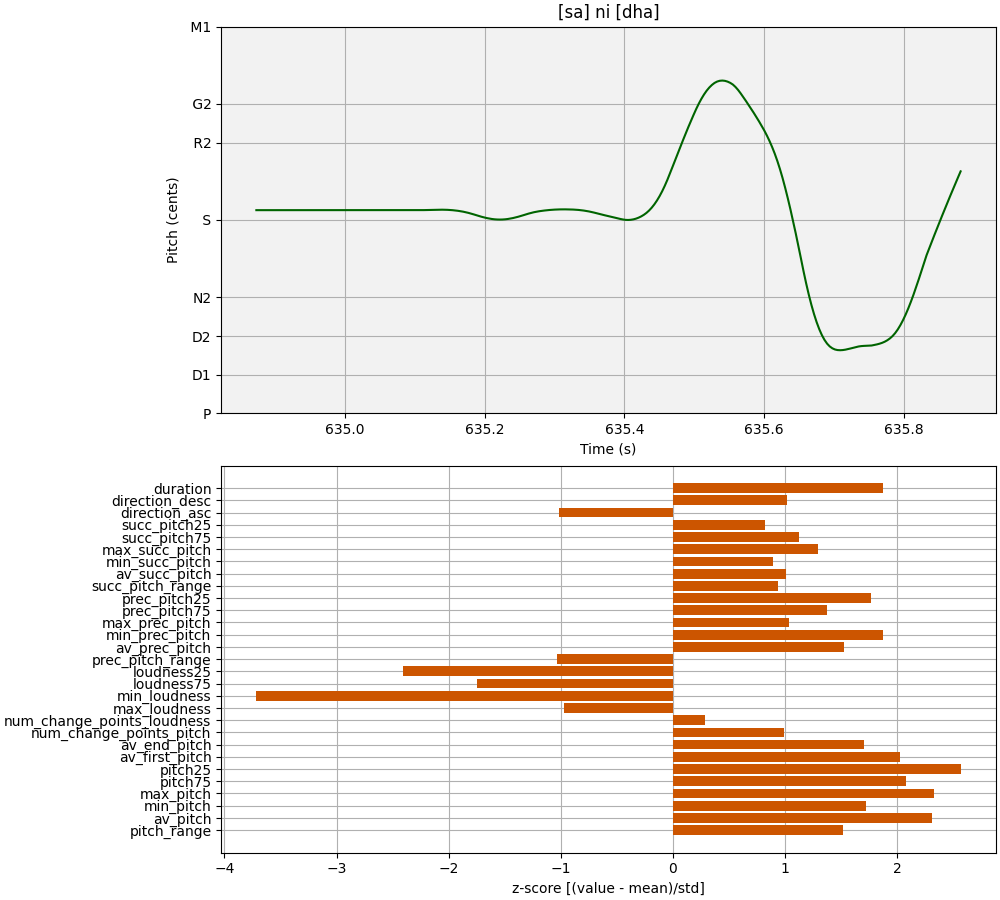 [sa] ni [dha]
M1
G2
R2
S
N2
D2
D1
P
Pitch (cents)
635.0 635.2 635.4 635.6 635.8
Time (s)
duration
direction_desc
direction_asc
succ_pitch25
succ_pitch75
max_succ_pitch
min_succ_pitch
av_succ_pitch
succ_pitch_range
prec_pitch25
prec_pitch75
max_prec_pitch
min_prec_pitch
av_prec_pitch
prec_pitch_range
loudness25
loudness75
min_loudness
max_loudness
num_change_points_loudness
num_change_points_pitch
av_end_pitch
av_first_pitch
pitch25
pitch75
max_pitch
min_pitch
av_pitch
pitch_range
−4 −3 −2 −1 0 1 2
z-score [(value - mean)/std]